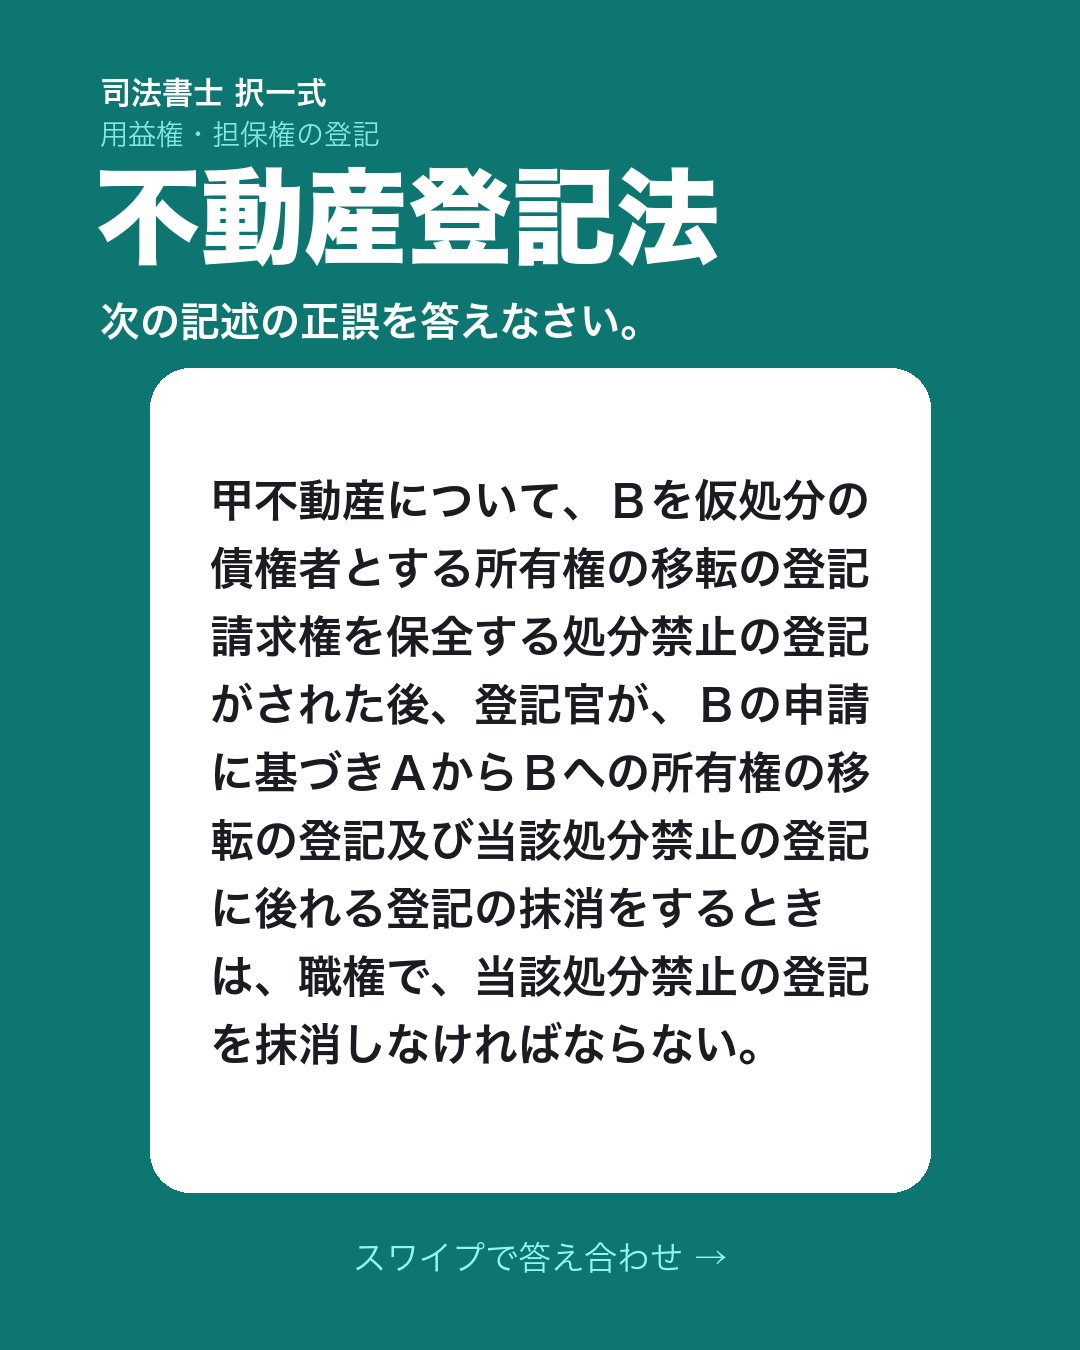 司法書士 択一式
用益権・担保権の登記
不動産登記法
次の記述の正誤を答えなさい。
甲不動産について、Ｂを仮処分の
債権者とする所有権の移転の登記
請求権を保全する処分禁止の登記
がされた後、登記官が、Ｂの申請
に基づきＡからＢへの所有権の移
転の登記及び当該処分禁止の登記
に後れる登記の抹消をするとき
は、職権で、当該処分禁止の登記
を抹消しなければならない。
スワイプで答え合わせ →